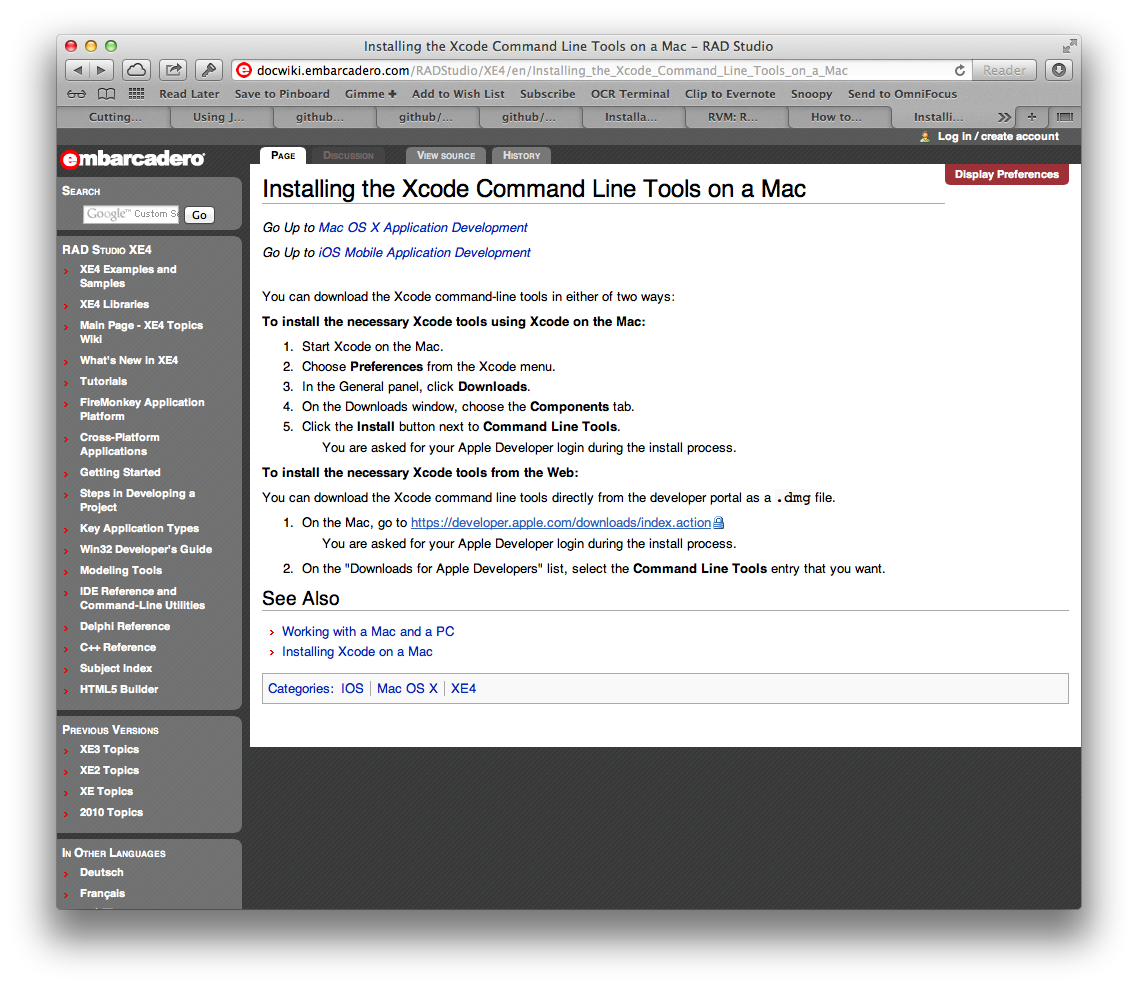 Installing the Xcode Command Line Tools on a Mac – RAD Studio
docwiki.embarcadero.com/RADStudio/XE4/en/Installing_the_Xcode_Command_Line_Tools_on_a_Mac
Reader
Read Later Save to Pinboard Gimme ✚ Add to Wish List Subscribe OCR Terminal Clip to Evernote Snoopy Send to OmniFocus
Cutting... Using J... github... github/... github/... Installa... RVM: R... How to... Installi...
Log in / create account
embarcadero
PAGE DISCUSSION VIEW SOURCE HISTORY
Display Preferences
SEARCH
Google™ Custom Se
Go
RAD STUDIO XE4
XE4 Examples and
Samples
XE4 Libraries
Main Page - XE4 Topics
Wiki
What's New in XE4
Tutorials
FireMonkey Application
Platform
Cross-Platform
Applications
Getting Started
Steps in Developing a
Project
Key Application Types
Win32 Developer's Guide
Modeling Tools
IDE Reference and
Command-Line Utilities
Delphi Reference
C++ Reference
Subject Index
HTML5 Builder
PREVIOUS VERSIONS
XE3 Topics
XE2 Topics
XE Topics
2010 Topics
IN OTHER LANGUAGES
Deutsch
Français
Installing the Xcode Command Line Tools on a Mac
Go Up to Mac OS X Application Development
Go Up to iOS Mobile Application Development
You can download the Xcode command-line tools in either of two ways:
To install the necessary Xcode tools using Xcode on the Mac:
1. Start Xcode on the Mac.
2. Choose Preferences from the Xcode menu.
3. In the General panel, click Downloads.
4. On the Downloads window, choose the Components tab.
5. Click the Install button next to Command Line Tools.
You are asked for your Apple Developer login during the install process.
To install the necessary Xcode tools from the Web:
You can download the Xcode command line tools directly from the developer portal as a .dmg file.
1. On the Mac, go to https://developer.apple.com/downloads/index.action
You are asked for your Apple Developer login during the install process.
2. On the "Downloads for Apple Developers" list, select the Command Line Tools entry that you want.
See Also
Working with a Mac and a PC
Installing Xcode on a Mac
Categories: IOS | Mac OS X | XE4